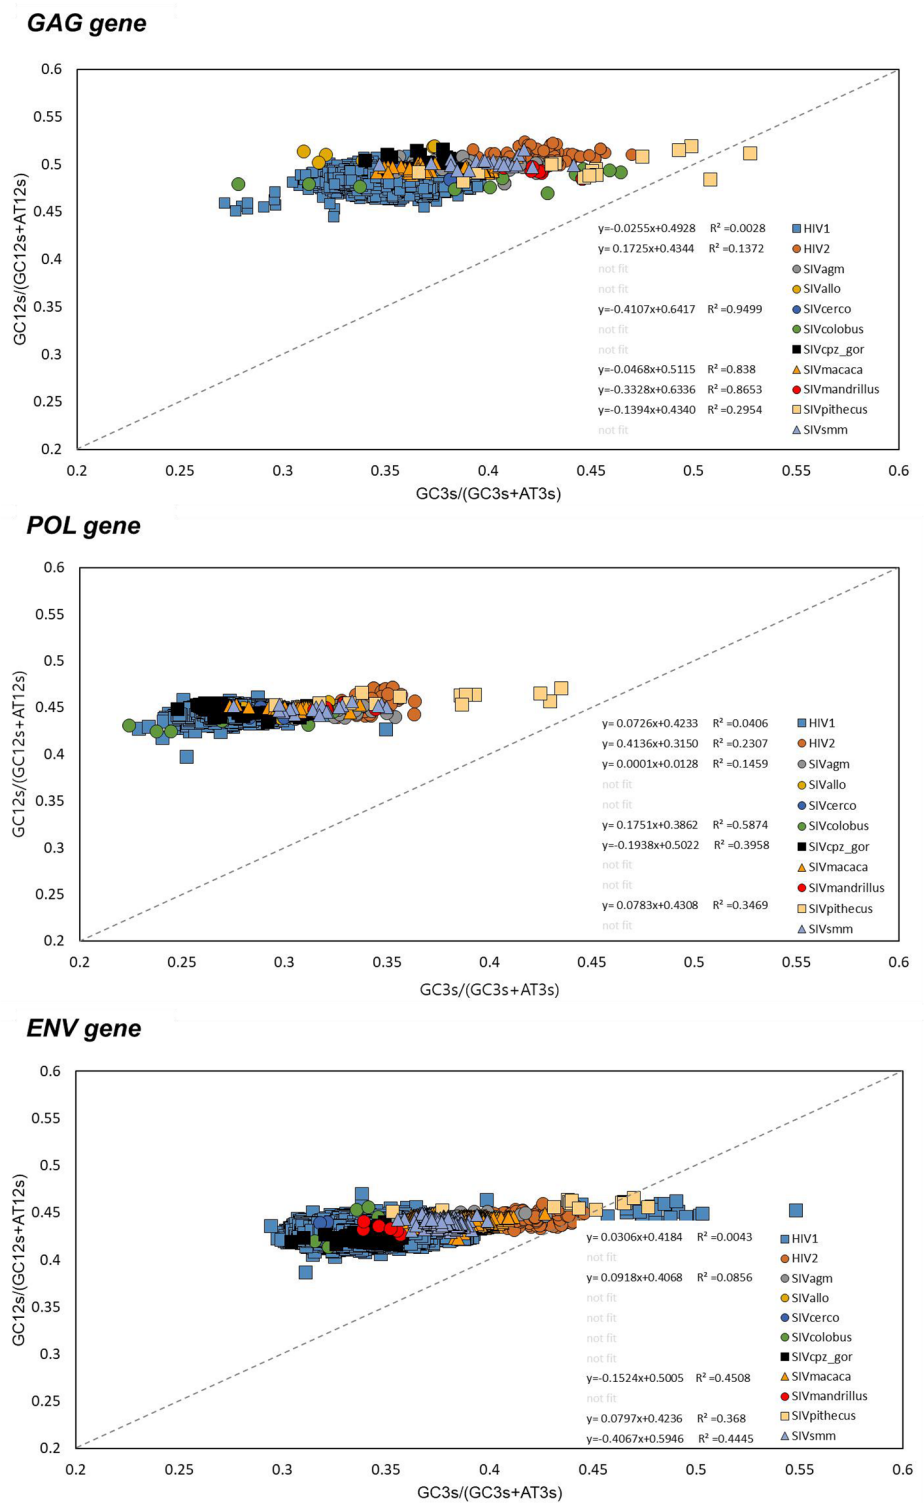 GAG gene
0.6
0.55
0.5
0.45
0.4
0.35
0.3
0.25
0.2
GC12s/(GC12s+AT12s)
y=-0.0255x+0.4928 R² =0.0028 HIV1
y= 0.1725x+0.4344 R² =0.1372 HIV2
not fit SIVagm
not fit SIVallo
y=-0.4107x+0.6417 R² =0.9499 SIVcerco
not fit SIVcolobus
not fit SIVcpz_gor
y=-0.0468x+0.5115 R² =0.838 SIVmacaca
y=-0.3328x+0.6336 R² =0.8653 SIVmandrillus
y=-0.1394x+0.4340 R² =0.2954 SIVpithecus
not fit SIVsmm
0.2 0.25 0.3 0.35 0.4 0.45 0.5 0.55 0.6
GC3s/(GC3s+AT3s)
POL gene
0.6
0.55
0.5
0.45
0.4
0.35
0.3
0.25
0.2
GC12s/(GC12s+AT12s)
y= 0.0726x+0.4233 R² =0.0406 HIV1
y= 0.4136x+0.3150 R² =0.2307 HIV2
y= 0.0001x+0.0128 R² =0.1459 SIVagm
not fit SIVallo
not fit SIVcerco
y= 0.1751x+0.3862 R² =0.5874 SIVcolobus
y=-0.1938x+0.5022 R² =0.3958 SIVcpz_gor
not fit SIVmacaca
not fit SIVmandrillus
y= 0.0783x+0.4308 R² =0.3469 SIVpithecus
not fit SIVsmm
0.2 0.25 0.3 0.35 0.4 0.45 0.5 0.55 0.6
GC3s/(GC3s+AT3s)
ENV gene
0.6
0.55
0.5
0.45
0.4
0.35
0.3
0.25
0.2
GC12s/(GC12s+AT12s)
y= 0.0306x+0.4184 R² =0.0043 HIV1
not fit HIV2
y= 0.0918x+0.4068 R² =0.0856 SIVagm
not fit SIVallo
not fit SIVcerco
not fit SIVcolobus
not fit SIVcpz_gor
y=-0.1524x+0.5005 R² =0.4508 SIVmacaca
not fit SIVmandrillus
y= 0.0797x+0.4236 R² =0.368 SIVpithecus
y=-0.4067x+0.5946 R² =0.4445 SIVsmm
0.2 0.25 0.3 0.35 0.4 0.45 0.5 0.55 0.6
GC3s/(GC3s+AT3s)